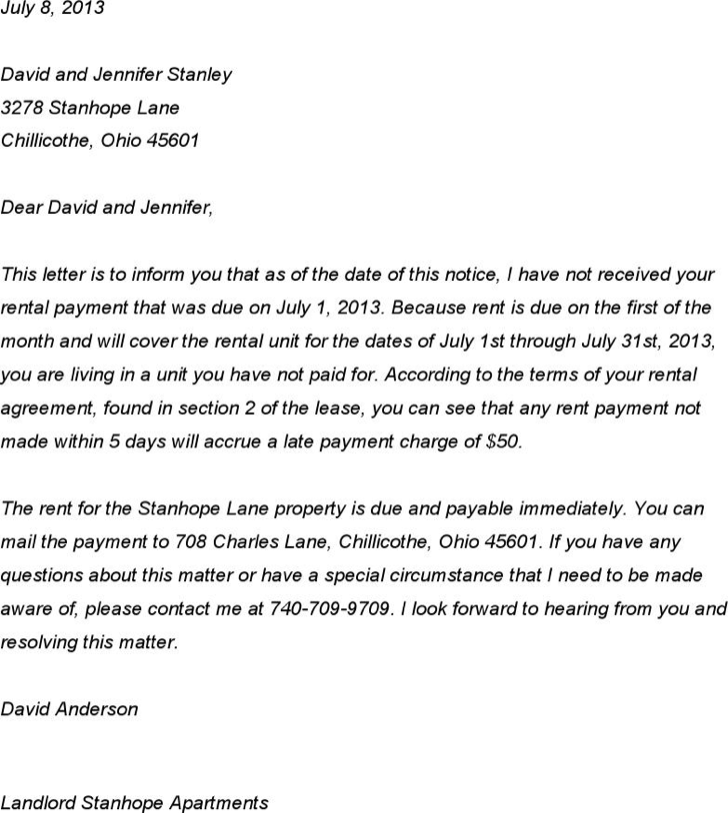 July 8, 2013
David and Jennifer Stanley
3278 Stanhope Lane
Chillicothe, Ohio 45601
Dear David and Jennifer,
This letter is to inform you that as of the date of this notice, I have not received your
rental payment that was due on July 1, 2013. Because rent is due on the first of the
month and will cover the rental unit for the dates of July 1st through July 31st, 2013,
you are living in a unit you have not paid for. According to the terms of your rental
agreement, found in section 2 of the lease, you can see that any rent payment not
made within 5 days will accrue a late payment charge of $50.
The rent for the Stanhope Lane property is due and payable immediately. You can
mail the payment to 708 Charles Lane, Chillicothe, Ohio 45601. If you have any
questions about this matter or have a special circumstance that I need to be made
aware of, please contact me at 740-709-9709. I look forward to hearing from you and
resolving this matter.
David Anderson
Landlord Stanhope Apartments